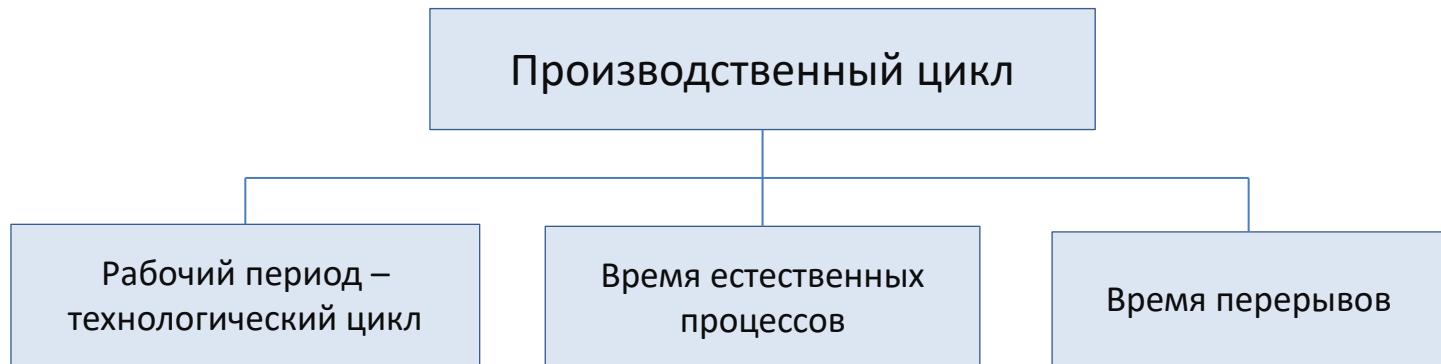 Производственный цикл
Рабочий период –
технологический цикл
Время естественных
процессов
Время перерывов